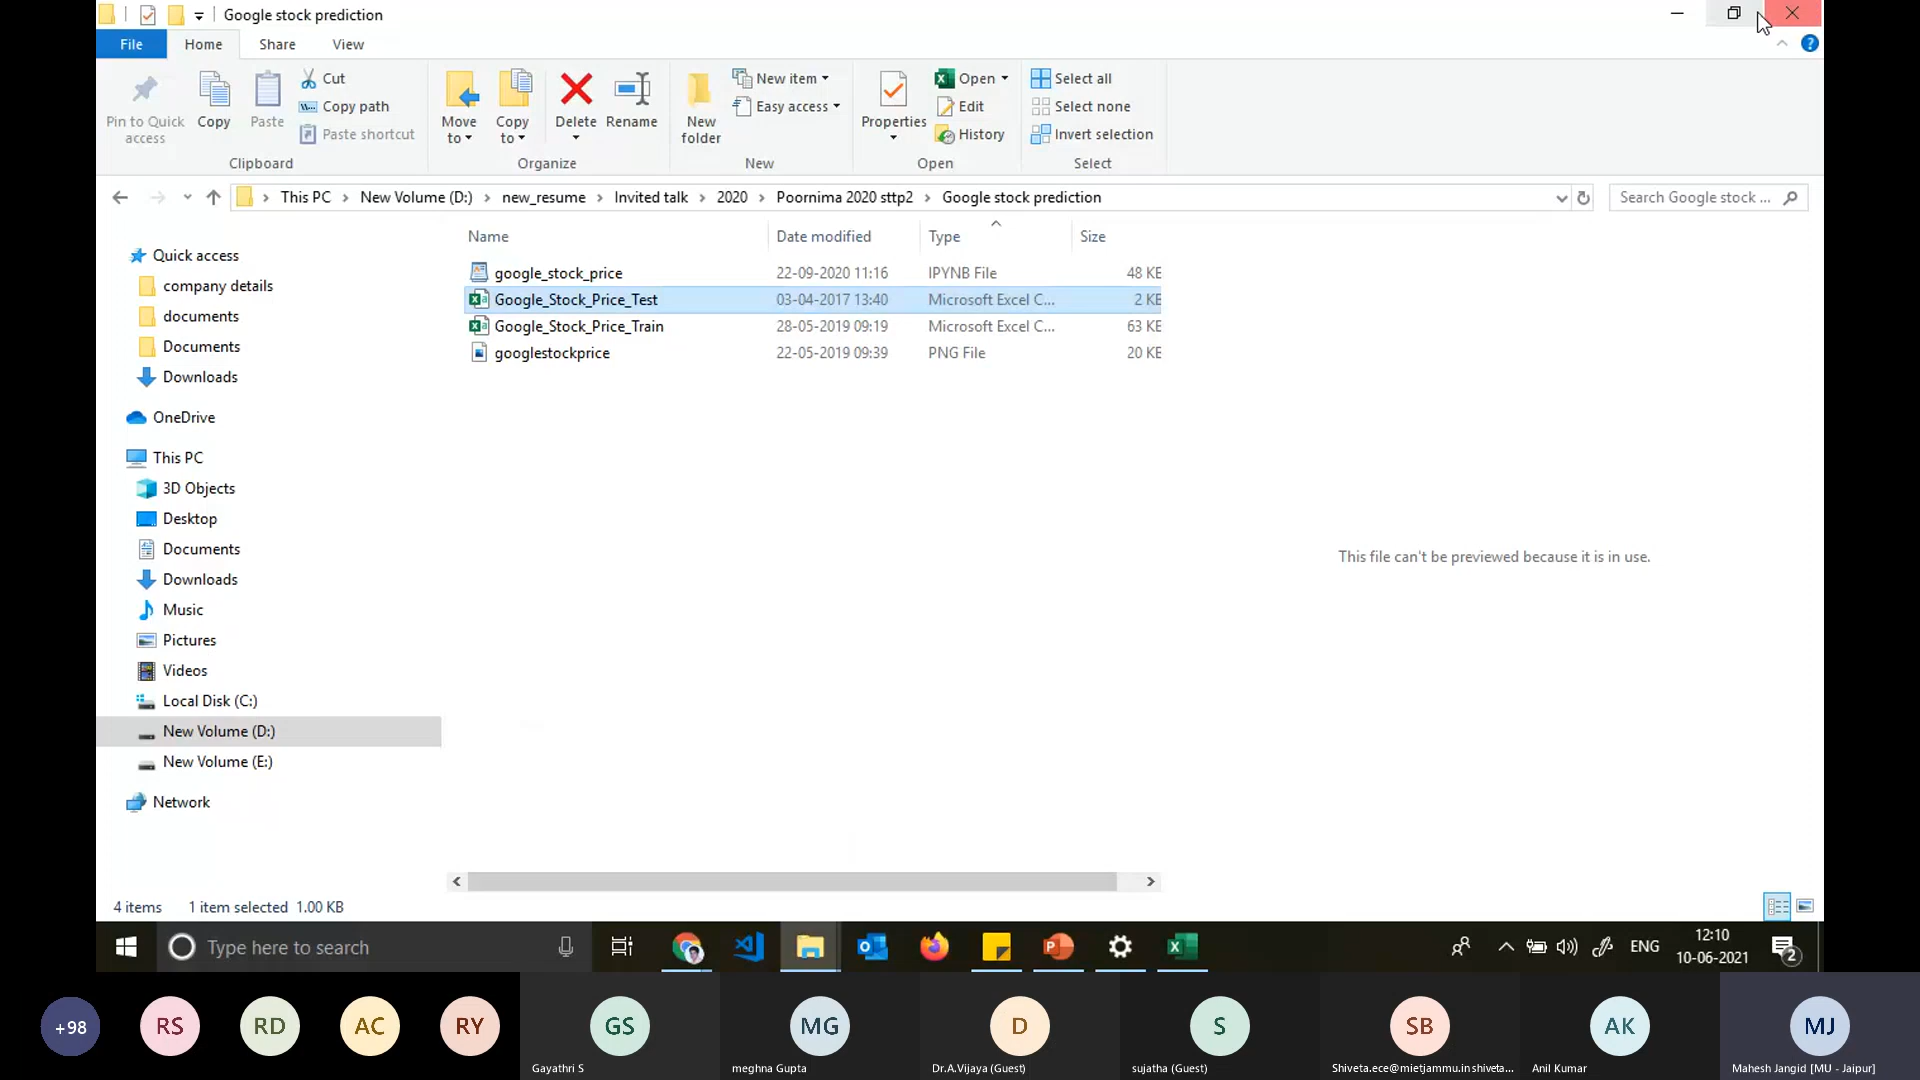 Google stock prediction
File Home Share View
Pin to Quick access
Copy
Paste
Cut
Copy path
Paste shortcut
Clipboard
Move to
Copy to
Delete
Rename
Organize
New folder
New item
Easy access
New
Properties
Open
Edit
History
Open
Select all
Select none
Invert selection
Select
This PC New Volume (D:) new_resume Invited talk 2020 Poornima 2020 sttp2 Google stock prediction
Search Google stock ...
Name Date modified Type Size
google_stock_price 22-09-2020 11:16 IPYNB File 48 KB
Google_Stock_Price_Test 03-04-2017 13:40 Microsoft Excel C... 2 KB
Google_Stock_Price_Train 28-05-2019 09:19 Microsoft Excel C... 63 KB
googlestockprice 22-05-2019 09:39 PNG File 20 KB
Quick access
company details
documents
Documents
Downloads
OneDrive
This PC
3D Objects
Desktop
Documents
Downloads
Music
Pictures
Videos
Local Disk (C:)
New Volume (D:)
New Volume (E:)
Network
This file can't be previewed because it is in use.
4 items 1 item selected 1.00 KB
Type here to search
ENG
12:10
10-06-2021
2
+98 RS RD AC RY GS MG D S SB AK MJ
Gayathri S meghna Gupta Dr.A.Vijaya (Guest) sujatha (Guest) Shiveta.ece@mietjammu.inshiveta... Anil Kumar Mahesh Jangid [MU - Jaipur]